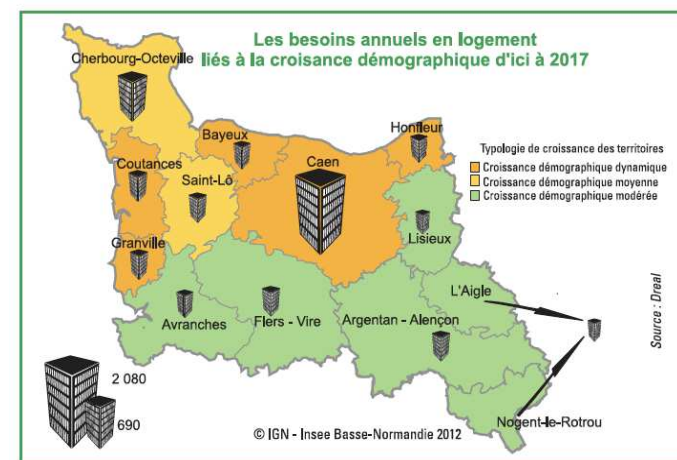 Les besoins annuels en logement
liés à la croisance démographique d'ici à 2017
Cherbourg-Octeville
Bayeux
Honfleur
Caen
Coutances
Saint-Lô
Granville
Lisieux
Avranches
Flers - Vire
Argentan - Alençon
L'Aigle
Nogent-le-Rotrou
Typologie de croissance des territoires
Croissance démographique dynamique
Croissance démographique moyenne
Croissance démographique modérée
Source : Dreal
2 080
690
© IGN - Insee Basse-Normandie 2012